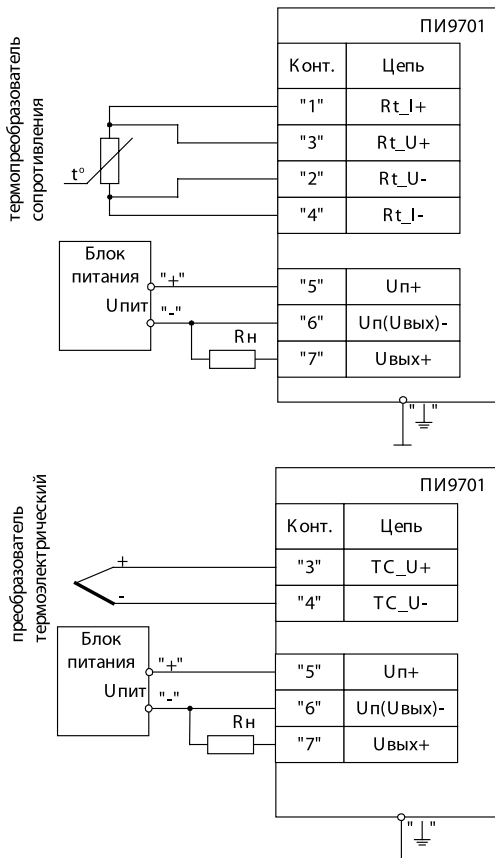 ПИ9701
термопреобразователь
сопротивления
Конт. Цепь
"1" Rt_I+
"3" Rt_U+
"2" Rt_U-
"4" Rt_I-
t°
Блок
питания
Uпит
"+"
"-"
Rн
"5" Uп+
"6" Uп(Uвых)-
"7" Uвых+
" "
ПИ9701
преобразователь
термоэлектрический
Конт. Цепь
+
-
"3" TC_U+
"4" TC_U-
Блок
питания
Uпит
"+"
"-"
Rн
"5" Uп+
"6" Uп(Uвых)-
"7" Uвых+
" "